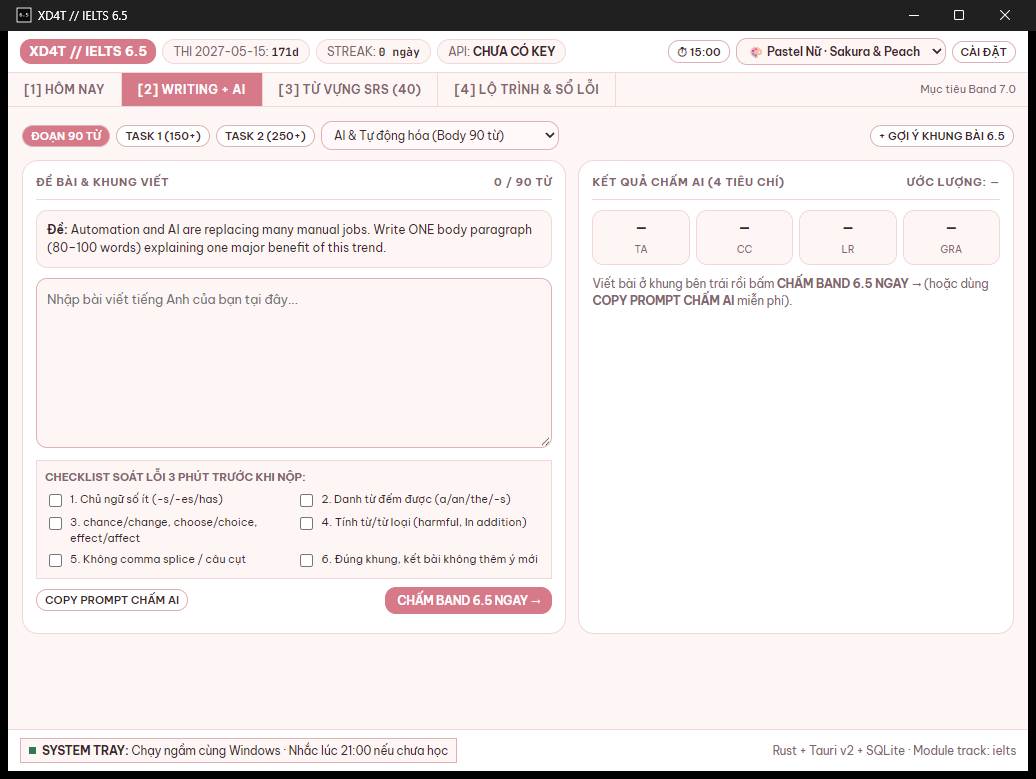 XD4T // IELTS 6.5
XD4T // IELTS 6.5 THI 2027-05-15: 171d STREAK: 0 ngày API: CHƯA CÓ KEY 15:00 Pastel Nữ · Sakura & Peach CÀI ĐẶT
[1] HÔM NAY [2] WRITING + AI [3] TỪ VỰNG SRS (40) [4] LỘ TRÌNH & SỔ LỖI Mục tiêu Band 7.0
ĐOẠN 90 TỪ TASK 1 (150+) TASK 2 (250+) AI & Tự động hóa (Body 90 từ) + GỢI Ý KHUNG BÀI 6.5
ĐỀ BÀI & KHUNG VIẾT 0 / 90 TỪ
Đề: Automation and AI are replacing many manual jobs. Write ONE body paragraph
(80–100 words) explaining one major benefit of this trend.
Nhập bài viết tiếng Anh của bạn tại đây...
CHECKLIST SOÁT LỖI 3 PHÚT TRƯỚC KHI NỘP:
1. Chủ ngữ số ít (-s/-es/has) 2. Danh từ đếm được (a/an/the/-s)
3. chance/change, choose/choice, 4. Tính từ/từ loại (harmful, In addition)
effect/affect
5. Không comma splice / câu cụt 6. Đúng khung, kết bài không thêm ý mới
COPY PROMPT CHẤM AI CHẤM BAND 6.5 NGAY →
KẾT QUẢ CHẤM AI (4 TIÊU CHÍ) ƯỚC LƯỢNG: —
— — — —
TA CC LR GRA
Viết bài ở khung bên trái rồi bấm CHẤM BAND 6.5 NGAY → (hoặc dùng
COPY PROMPT CHẤM AI miễn phí).
SYSTEM TRAY: Chạy ngầm cùng Windows · Nhắc lúc 21:00 nếu chưa học Rust + Tauri v2 + SQLite · Module track: ielts